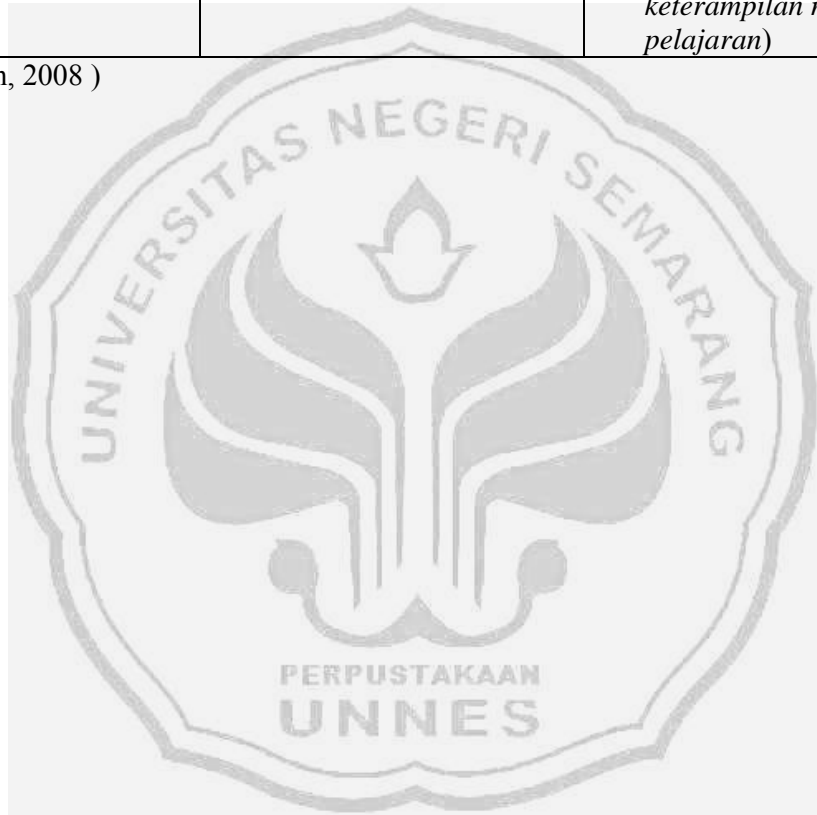 keterampilan
pelajaran)
, 2008 )
UNIVERSITAS NEGERI SEMARANG
PERPUSTAKAAN
UNNES